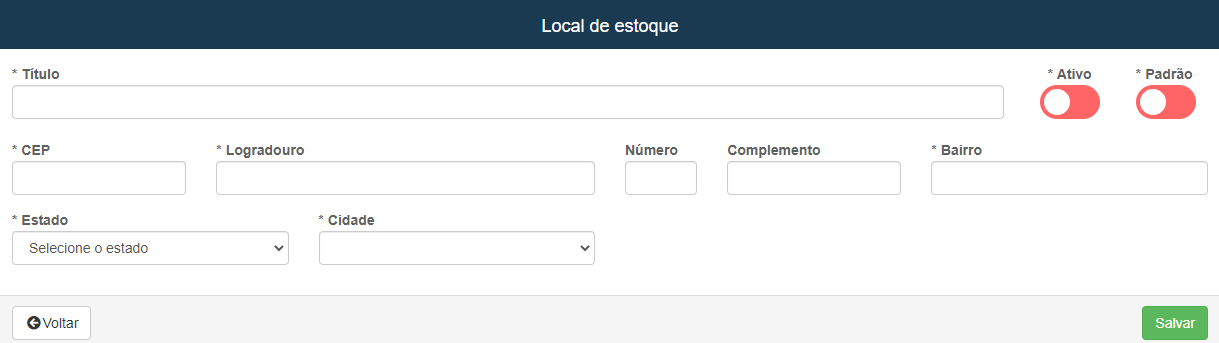 Local de estoque
* Título * Ativo * Padrão
* CEP * Logradouro Número Complemento * Bairro
* Estado * Cidade
Selecione o estado
Voltar Salvar